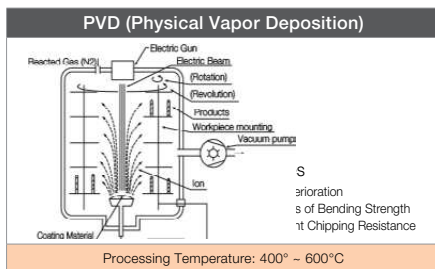 PVD (Physical Vapor Deposition)
Electric Gun
Reacted Gas (N2)
Electric Beam
(Rotation)
(Revolution)
Products
Workpiece mounting
Vacuum pump
Ion
Coating Material
s
erioration
s of Bending Strength
nt Chipping Resistance
Processing Temperature: 400° ~ 600°C